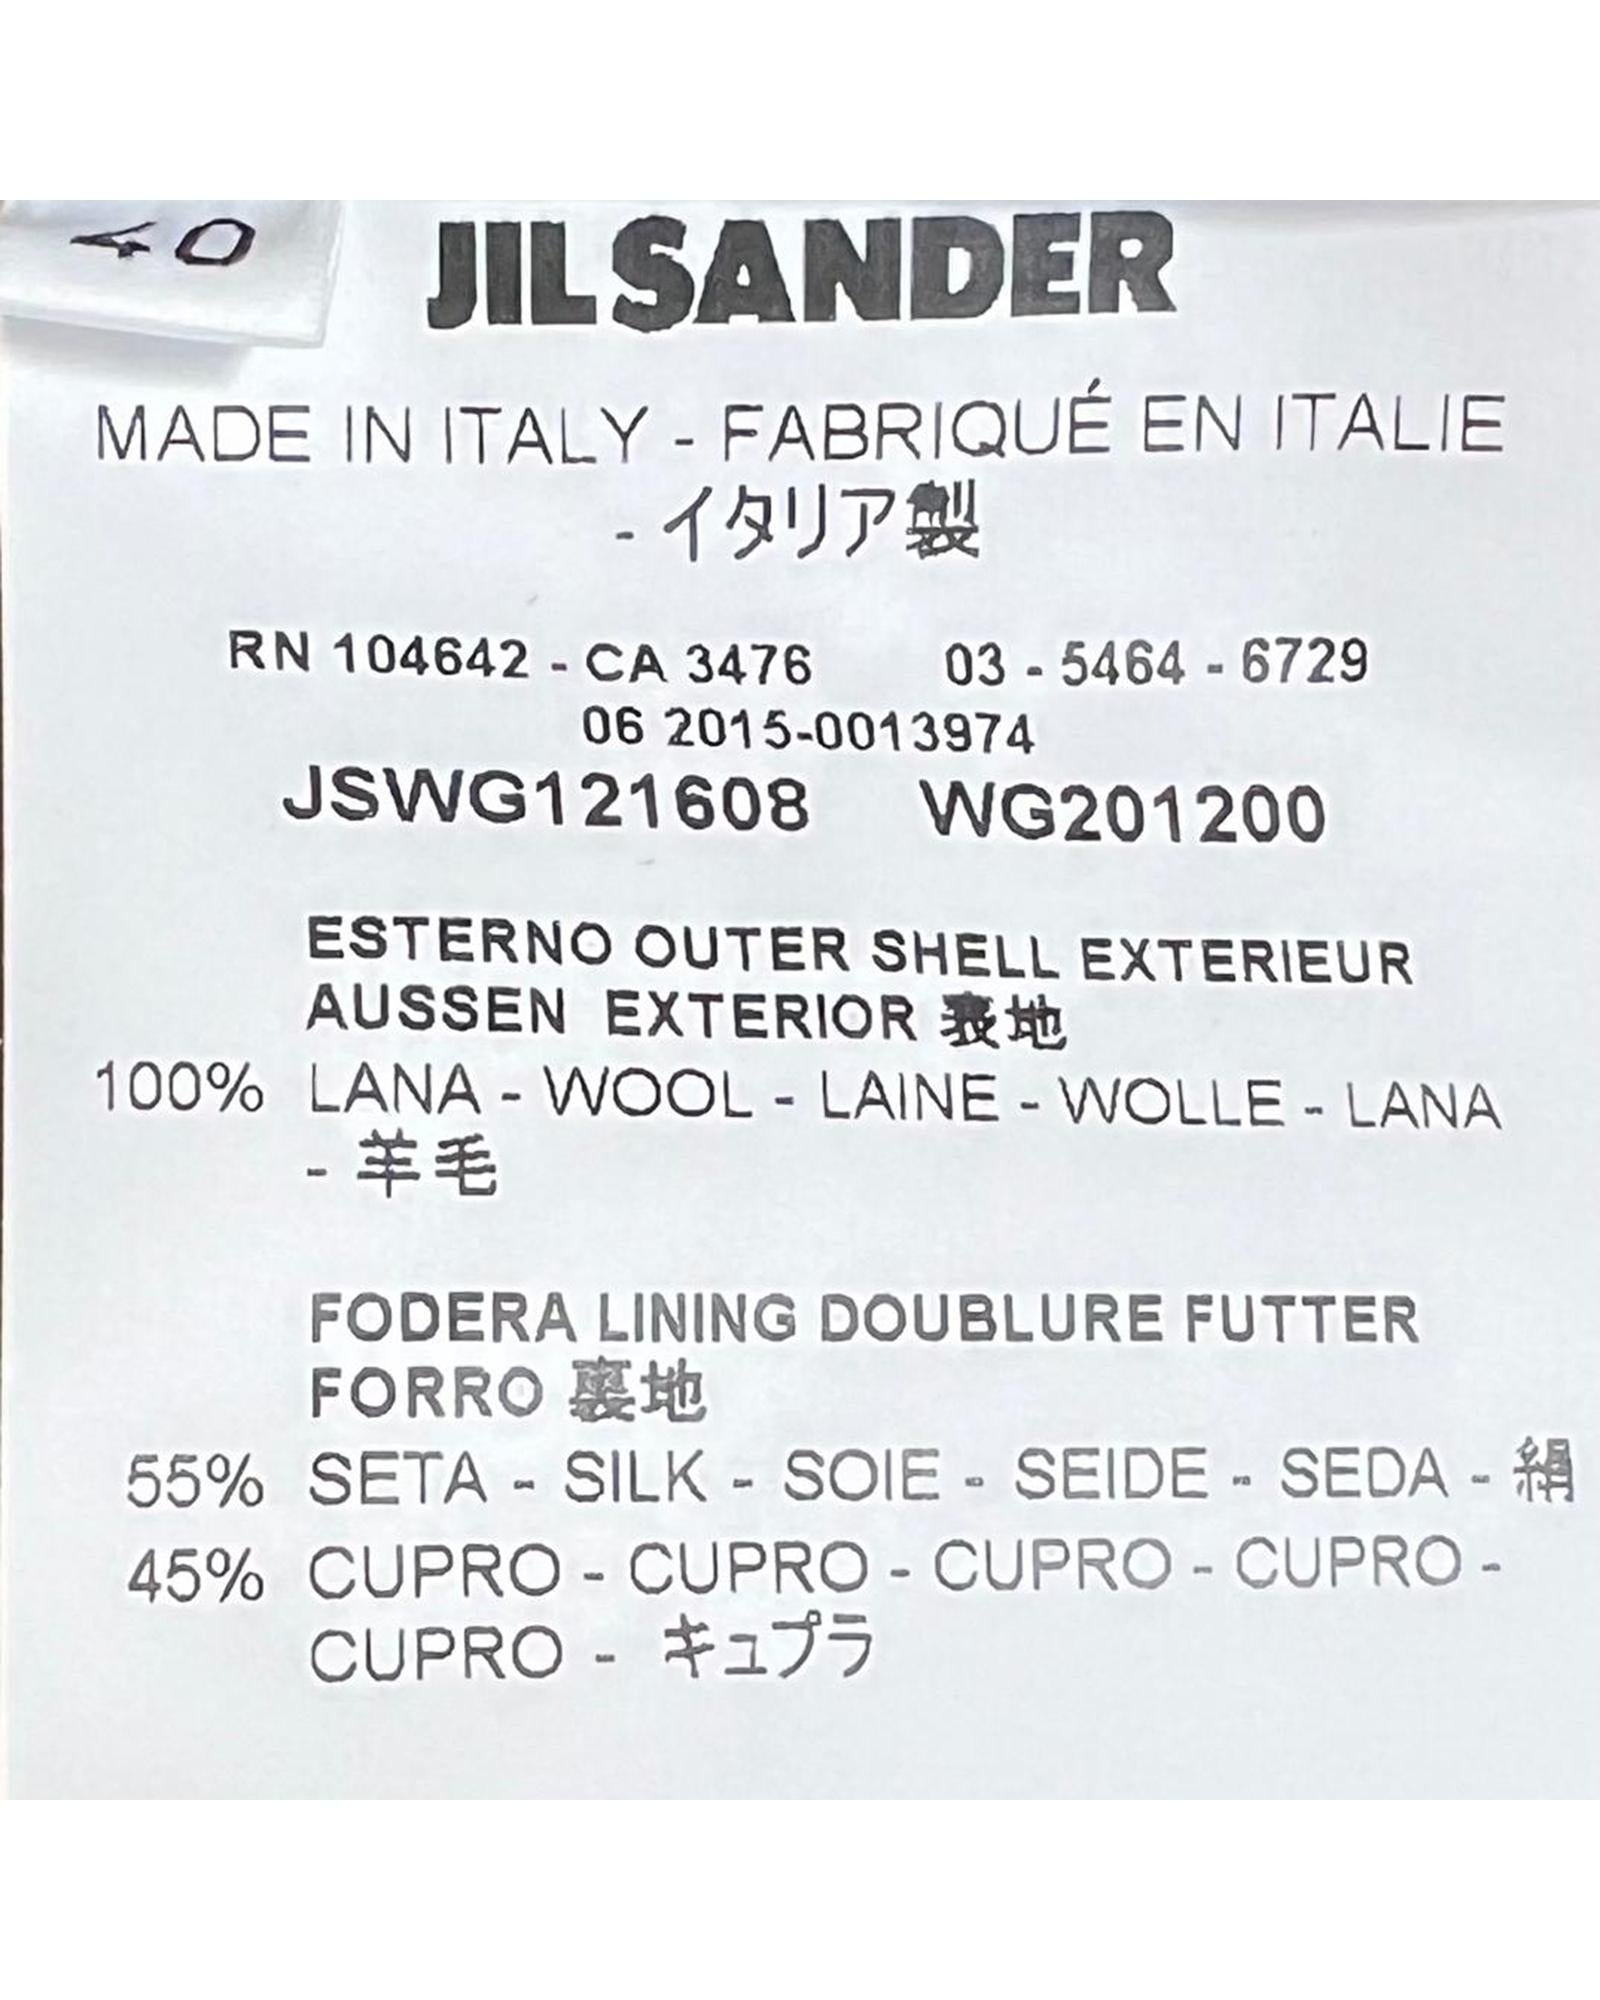 40
JIL SANDER
MADE IN ITALY - FABRIQUÉ EN ITALIE
- イタリア製
RN 104642 - CA 3476 03 - 5464 - 6729
06 2015-0013974
JSWG121608 WG201200
ESTERNO OUTER SHELL EXTERIEUR
AUSSEN EXTERIOR 表地
100% LANA - WOOL - LAINE - WOLLE - LANA
- 羊毛
FODERA LINING DOUBLURE FUTTER
FORRO 裏地
55% SETA - SILK - SOIE - SEIDE - SEDA - 絹
45% CUPRO - CUPRO - CUPRO - CUPRO -
CUPRO - キュプラ